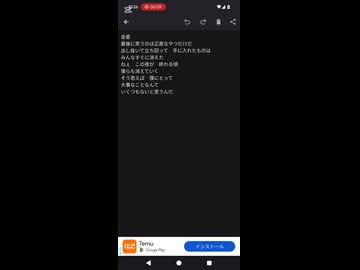 00:29
金星
最後に笑うのは正直なやつだけだ
出し抜いて立ち回って　手に入れたものは
みんなすぐに消えた
ねぇ　この夜が　終わる頃
僕らも消えていく
そう思えば　僕にとって
大事なことなんて
いくつもないと思うんだ
Temu
Google Play
インストール